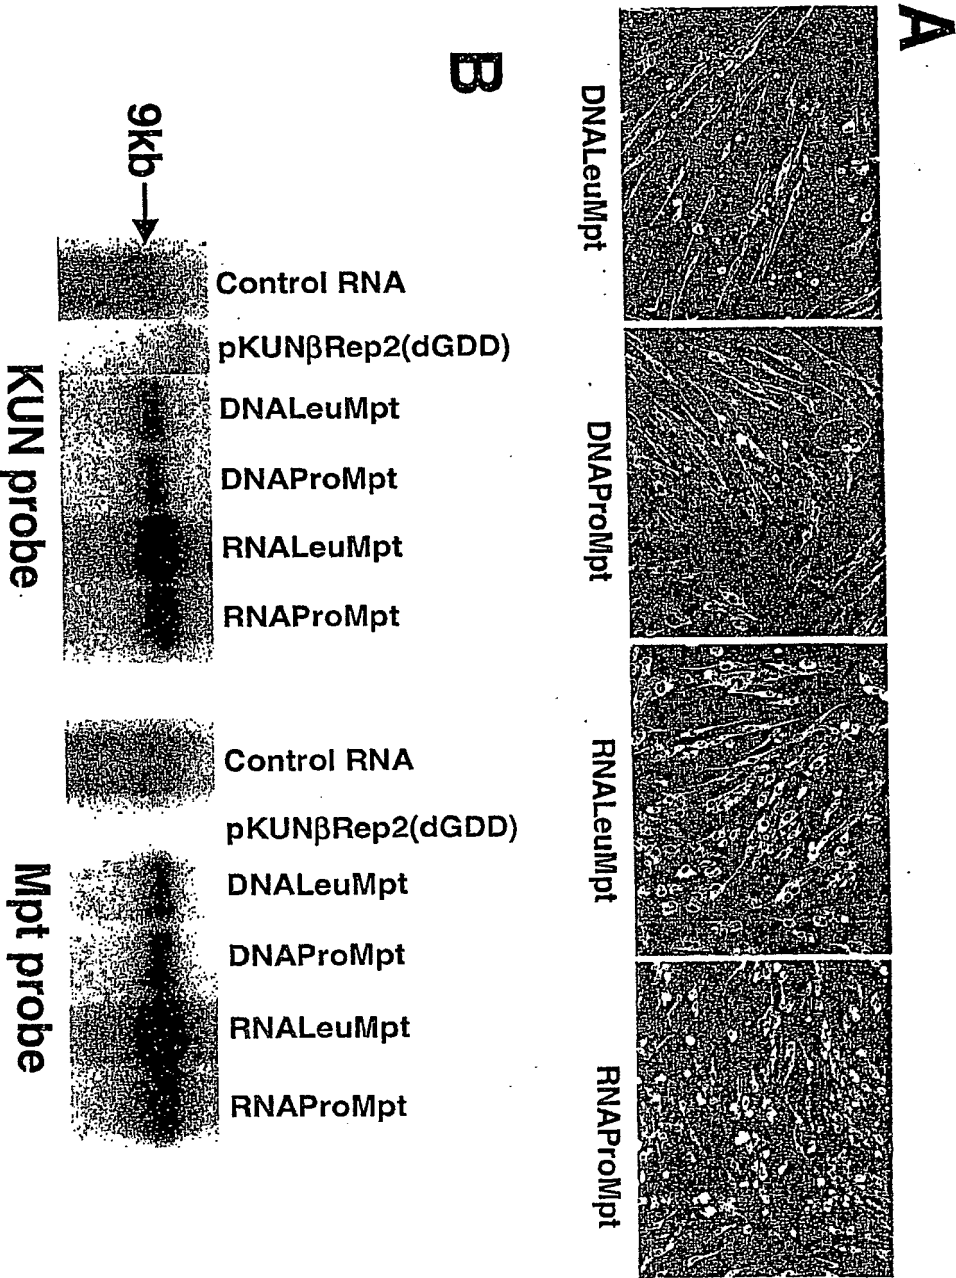 A
DNALeuMpt
DNAProMpt
RNALeuMpt
RNAProMpt
B
Control RNA
pKUNβRep2(dGDD)
DNALeuMpt
DNAProMpt
RNALeuMpt
RNAProMpt
9kb
KUN probe
Control RNA
pKUNβRep2(dGDD)
DNALeuMpt
DNAProMpt
RNALeuMpt
RNAProMpt
Mpt probe